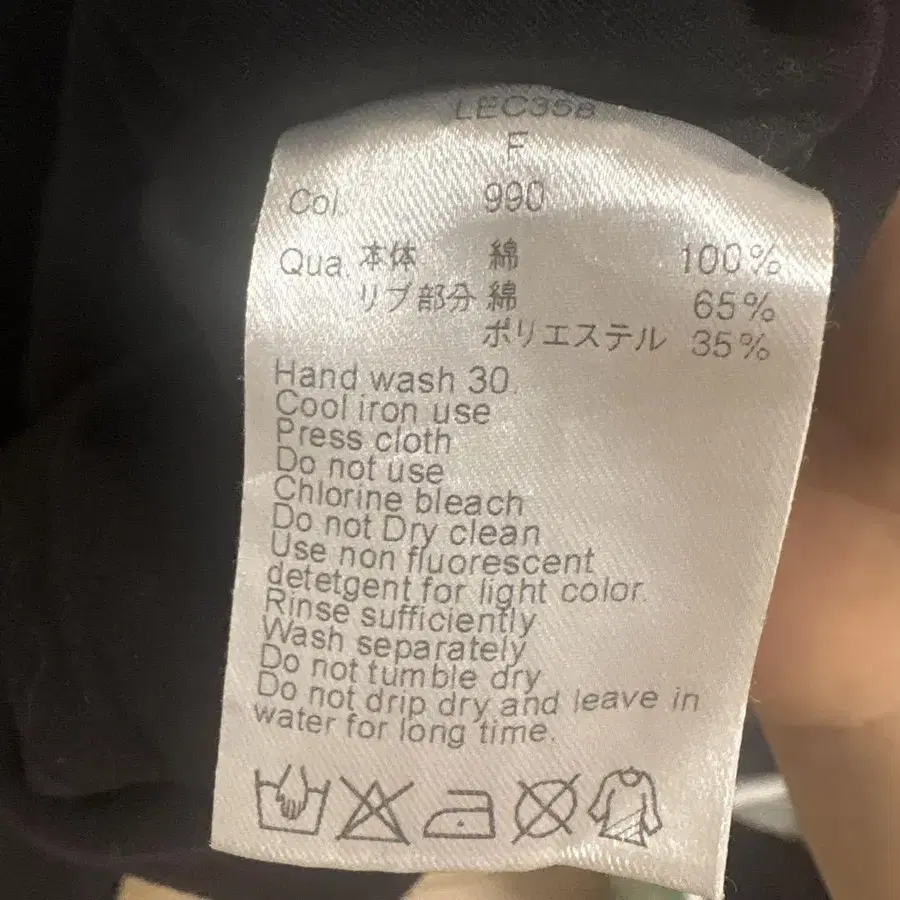 LEC358
F
Col. 990
Qua. 本体 綿 100%
リブ部分 綿 65%
ポリエステル 35%
Hand wash 30.
Cool iron use
Press cloth
Do not use
Chlorine bleach
Do not Dry clean
Use non fluorescent
detetgent for light color.
Rinse sufficiently
Wash separately
Do not tumble dry
Do not drip dry and leave in
water for long time.